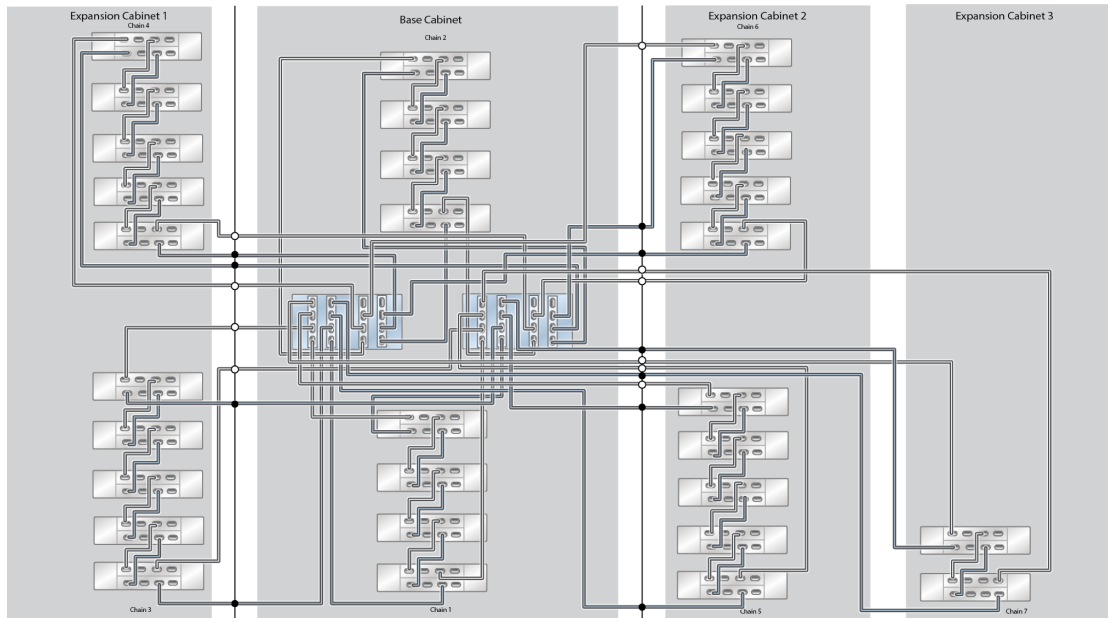 Expansion Cabinet 1
Chain 4
Base Cabinet
Chain 2
Expansion Cabinet 2
Chain 6
Expansion Cabinet 3
Chain 3
Chain 1
Chain 5
Chain 7